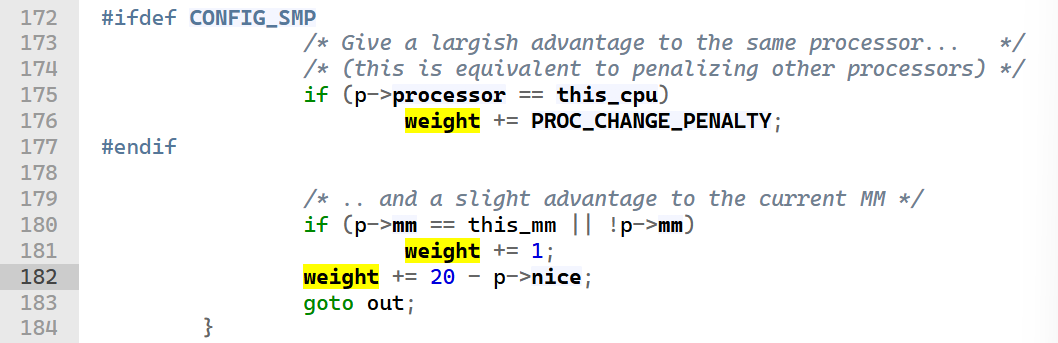 172 #ifdef CONFIG_SMP
173 /* Give a largish advantage to the same processor... */
174 /* (this is equivalent to penalizing other processors) */
175 if (p->processor == this_cpu)
176 weight += PROC_CHANGE_PENALTY;
177 #endif
178
179 /* .. and a slight advantage to the current MM */
180 if (p->mm == this_mm || !p->mm)
181 weight += 1;
182 weight += 20 - p->nice;
183 goto out;
184 }